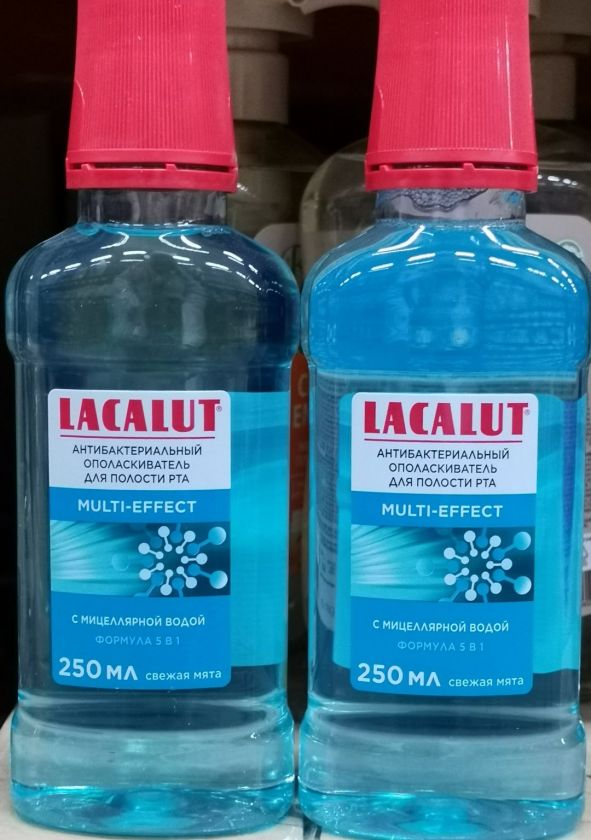 LACALUT®
АНТИБАКТЕРИАЛЬНЫЙ
ОПОЛАСКИВАТЕЛЬ
ДЛЯ ПОЛОСТИ РТА
MULTI-EFFECT
С МИЦЕЛЛЯРНОЙ ВОДОЙ
ФОРМУЛА 5 В 1
250 МЛ свежая мята
LACALUT®
АНТИБАКТЕРИАЛЬНЫЙ
ОПОЛАСКИВАТЕЛЬ
ДЛЯ ПОЛОСТИ РТА
MULTI-EFFECT
С МИЦЕЛЛЯРНОЙ ВОДОЙ
ФОРМУЛА 5 В 1
250 МЛ свежая мята